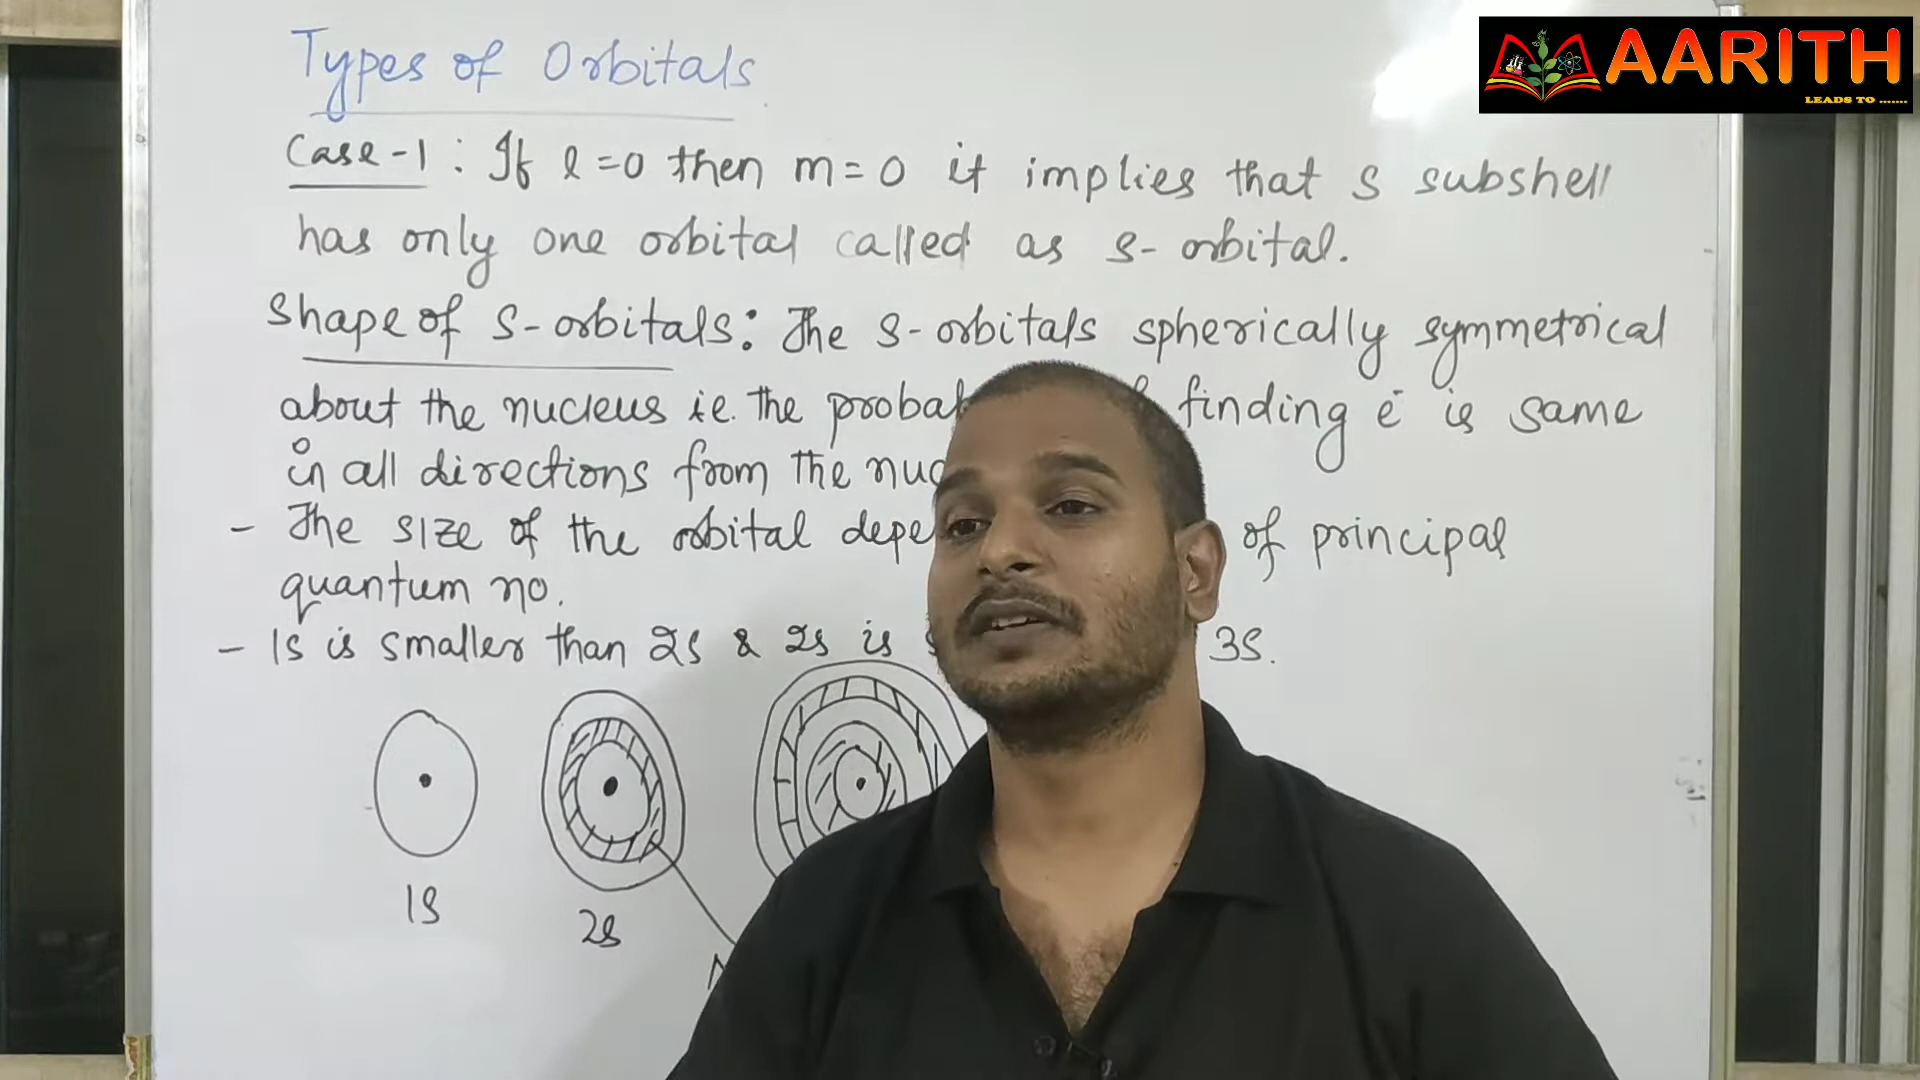 Types of Orbitals
Case-1 : If l=0 then m=0 it implies that s subshell
has only one orbital called as s-orbital.
Shape of s-orbitals: The s-orbitals spherically symmetrical
about the nucleus i.e. the finding e⁻ is same
in all directions from the
- The size of the orbital of principal
quantum no.
- 1s is smaller than 2s & 2s is 3s.
1s
2s
AARITH
LEADS TO .......